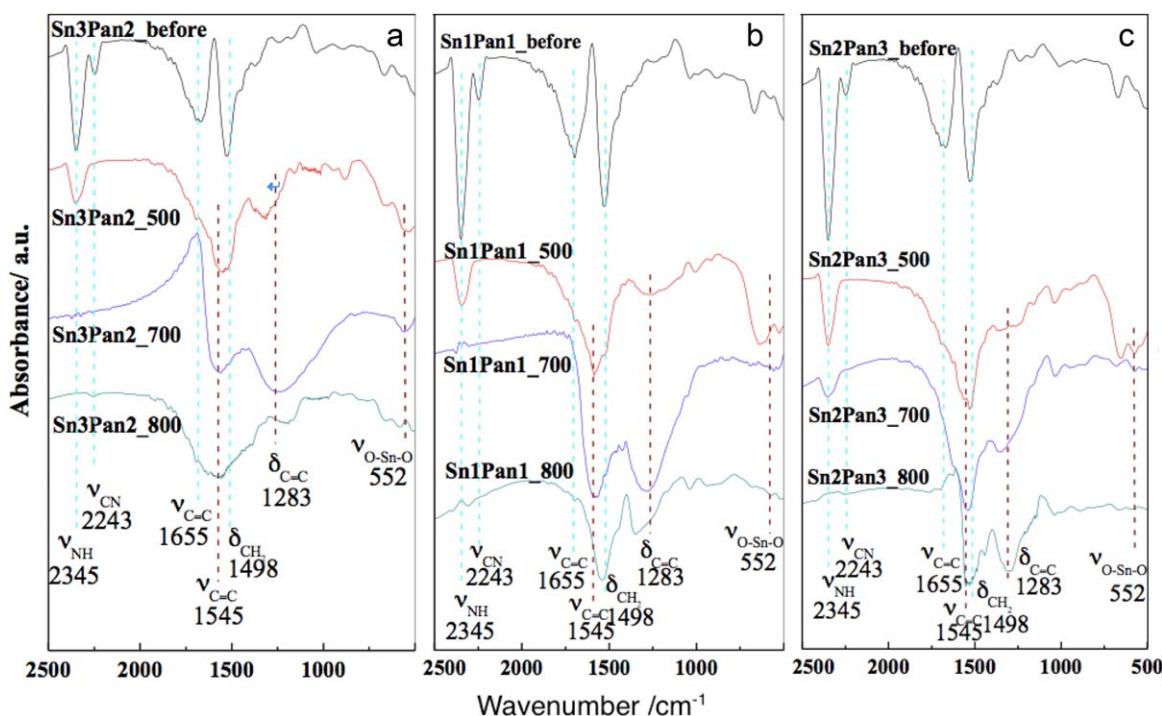 Absorbance/ a.u.
a
Sn3Pan2_before
Sn3Pan2_500
Sn3Pan2_700
Sn3Pan2_800
νNH
2345
νCN
2243
νC=C
1655
νC=C
1545
δCH2
1498
δC=C
1283
νO-Sn-O
552
2500 2000 1500 1000 500
b
Sn1Pan1_before
Sn1Pan1_500
Sn1Pan1_700
Sn1Pan1_800
νNH
2345
νCN
2243
νC=C
1655
νC=C
1545
δCH2
1498
δC=C
1283
νO-Sn-O
552
2500 2000 1500 1000 500
c
Sn2Pan3_before
Sn2Pan3_500
Sn2Pan3_700
Sn2Pan3_800
νNH
2345
νCN
2243
νC=C
1655
νC=C
1545
δCH2
1498
δC=C
1283
νO-Sn-O
552
2500 2000 1500 1000 500
Wavenumber /cm⁻¹